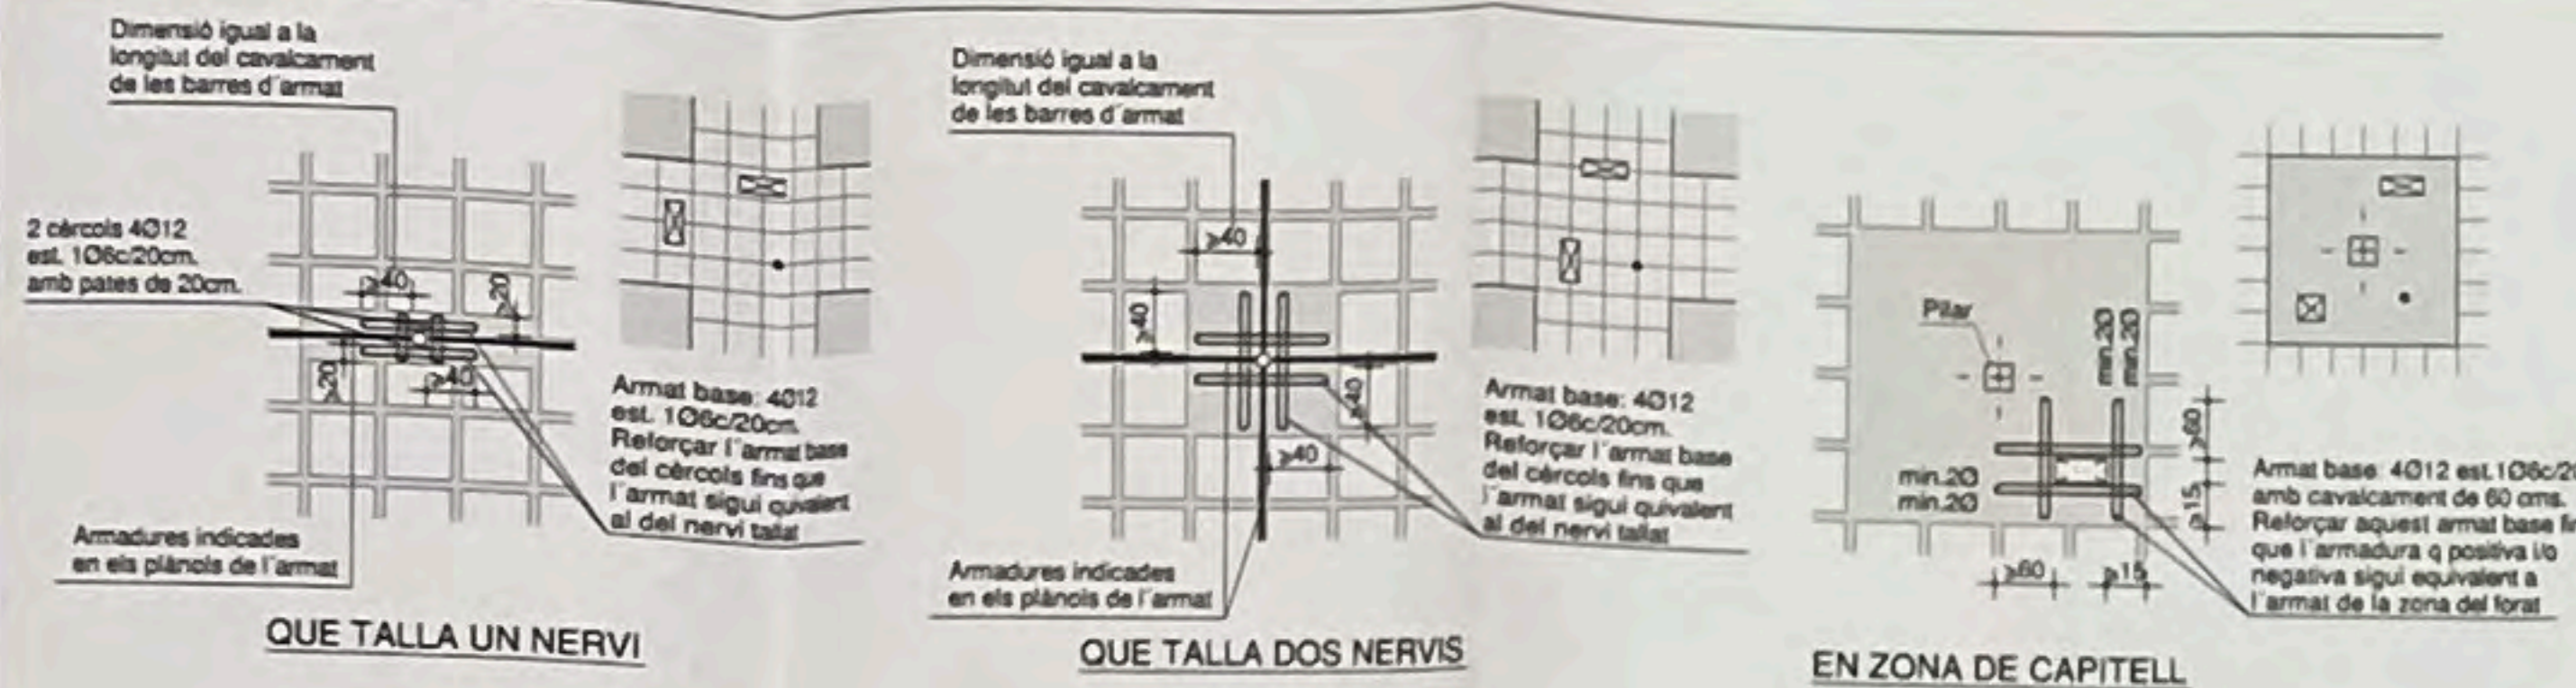 Dimensió igual a la
longitut del cavalcament
de les barres d´armat
2 cèrcols 4Ø12
est. 1Ø6c/20cm.
amb pates de 20cm.
≥40
≥20
≥20
≥40
Armadures indicades
en els plànols de l´armat
Armat base: 4Ø12
est. 1Ø6c/20cm.
Reforçar l´armat base
del cèrcols fins que
l´armat sigui quivalent
al del nervi tallat
QUE TALLA UN NERVI
Dimensió igual a la
longitut del cavalcament
de les barres d´armat
≥40
≥40
≥40
≥40
Armadures indicades
en els plànols de l´armat
Armat base: 4Ø12
est. 1Ø6c/20cm.
Reforçar l´armat base
del cèrcols fins que
l´armat sigui quivalent
al del nervi tallat
QUE TALLA DOS NERVIS
Pilar
min.2Ø
min.2Ø
min.2Ø
min.2Ø
≥60
≥15
≥60
≥15
Armat base: 4Ø12 est.1Ø6c/2
amb cavalcament de 60 cms.
Reforçar aquest armat base fi
que l´armadura q positiva i/o
negativa sigui equivalent a
l´armat de la zona del forat
EN ZONA DE CAPITELL